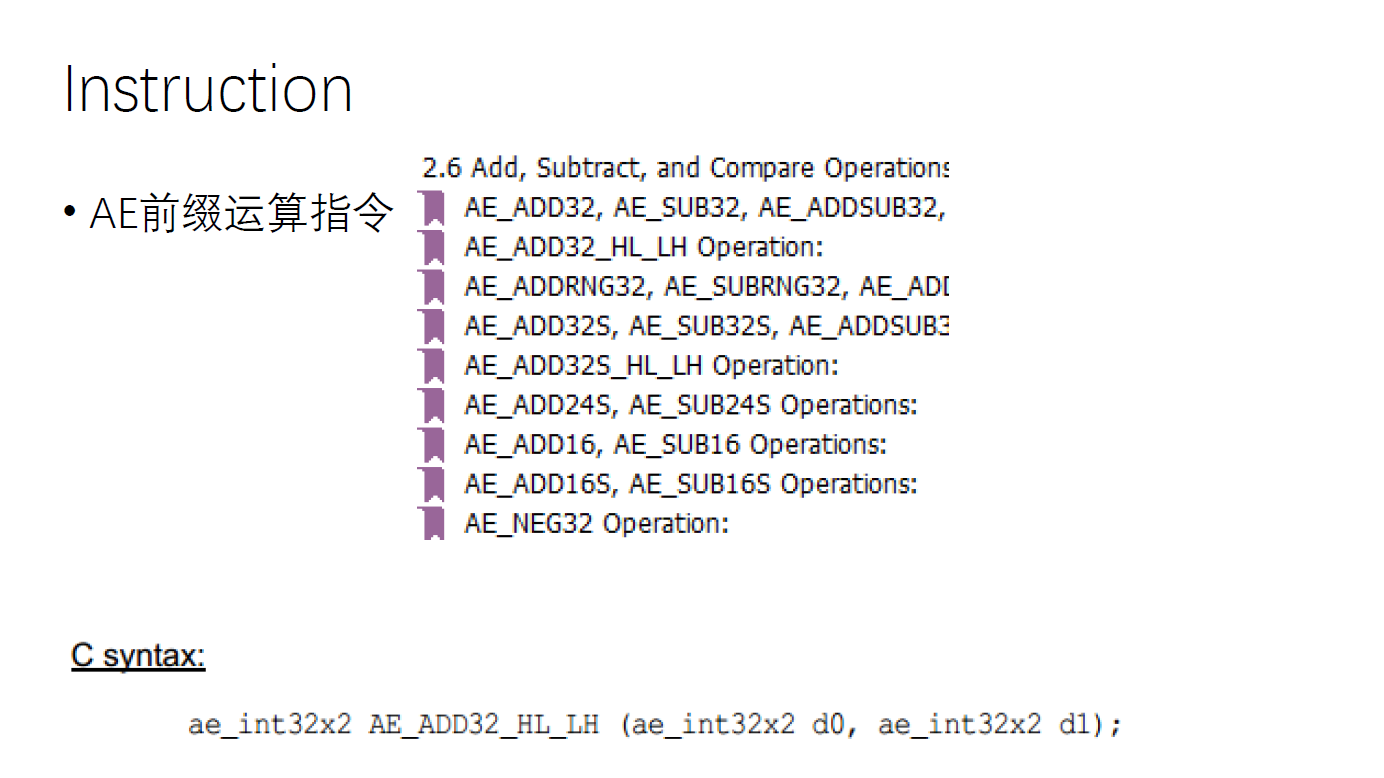 Instruction
• AE前缀运算指令
2.6 Add, Subtract, and Compare Operations
AE_ADD32, AE_SUB32, AE_ADDSUB32,
AE_ADD32_HL_LH Operation:
AE_ADDRNG32, AE_SUBRNG32, AE_ADD
AE_ADD32S, AE_SUB32S, AE_ADDSUB3
AE_ADD32S_HL_LH Operation:
AE_ADD24S, AE_SUB24S Operations:
AE_ADD16, AE_SUB16 Operations:
AE_ADD16S, AE_SUB16S Operations:
AE_NEG32 Operation:
C syntax:
ae_int32x2 AE_ADD32_HL_LH (ae_int32x2 d0, ae_int32x2 d1);